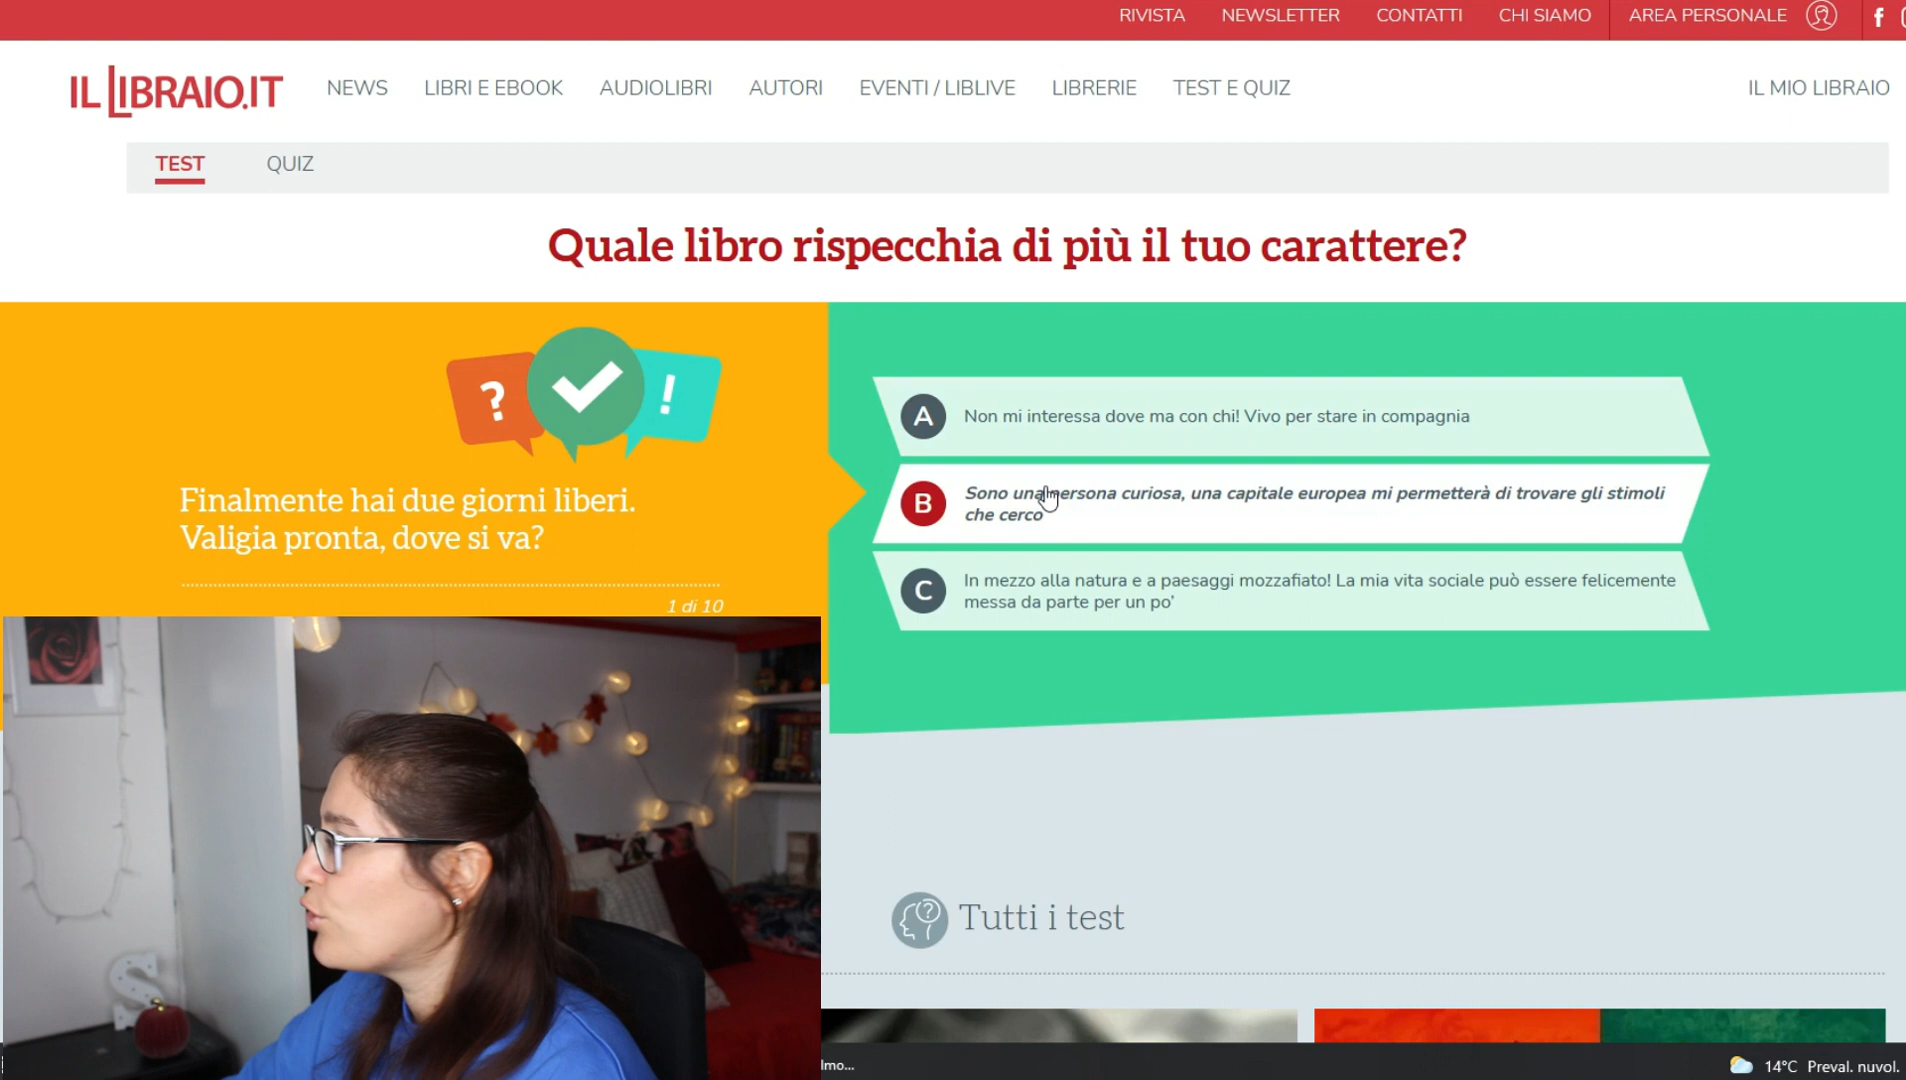 RIVISTA NEWSLETTER CONTATTI CHI SIAMO AREA PERSONALE f
IL LIBRAIO.IT NEWS LIBRI E EBOOK AUDIOLIBRI AUTORI EVENTI / LIBLIVE LIBRERIE TEST E QUIZ IL MIO LIBRAIO
TEST QUIZ
Quale libro rispecchia di più il tuo carattere?
? !
Finalmente hai due giorni liberi.
Valigia pronta, dove si va?
1 di 10
A Non mi interessa dove ma con chi! Vivo per stare in compagnia
B Sono una persona curiosa, una capitale europea mi permetterà di trovare gli stimoli
che cerco
C In mezzo alla natura e a paesaggi mozzafiato! La mia vita sociale può essere felicemente
messa da parte per un po'
? Tutti i test
S
lmo...
14°C Preval. nuvol.